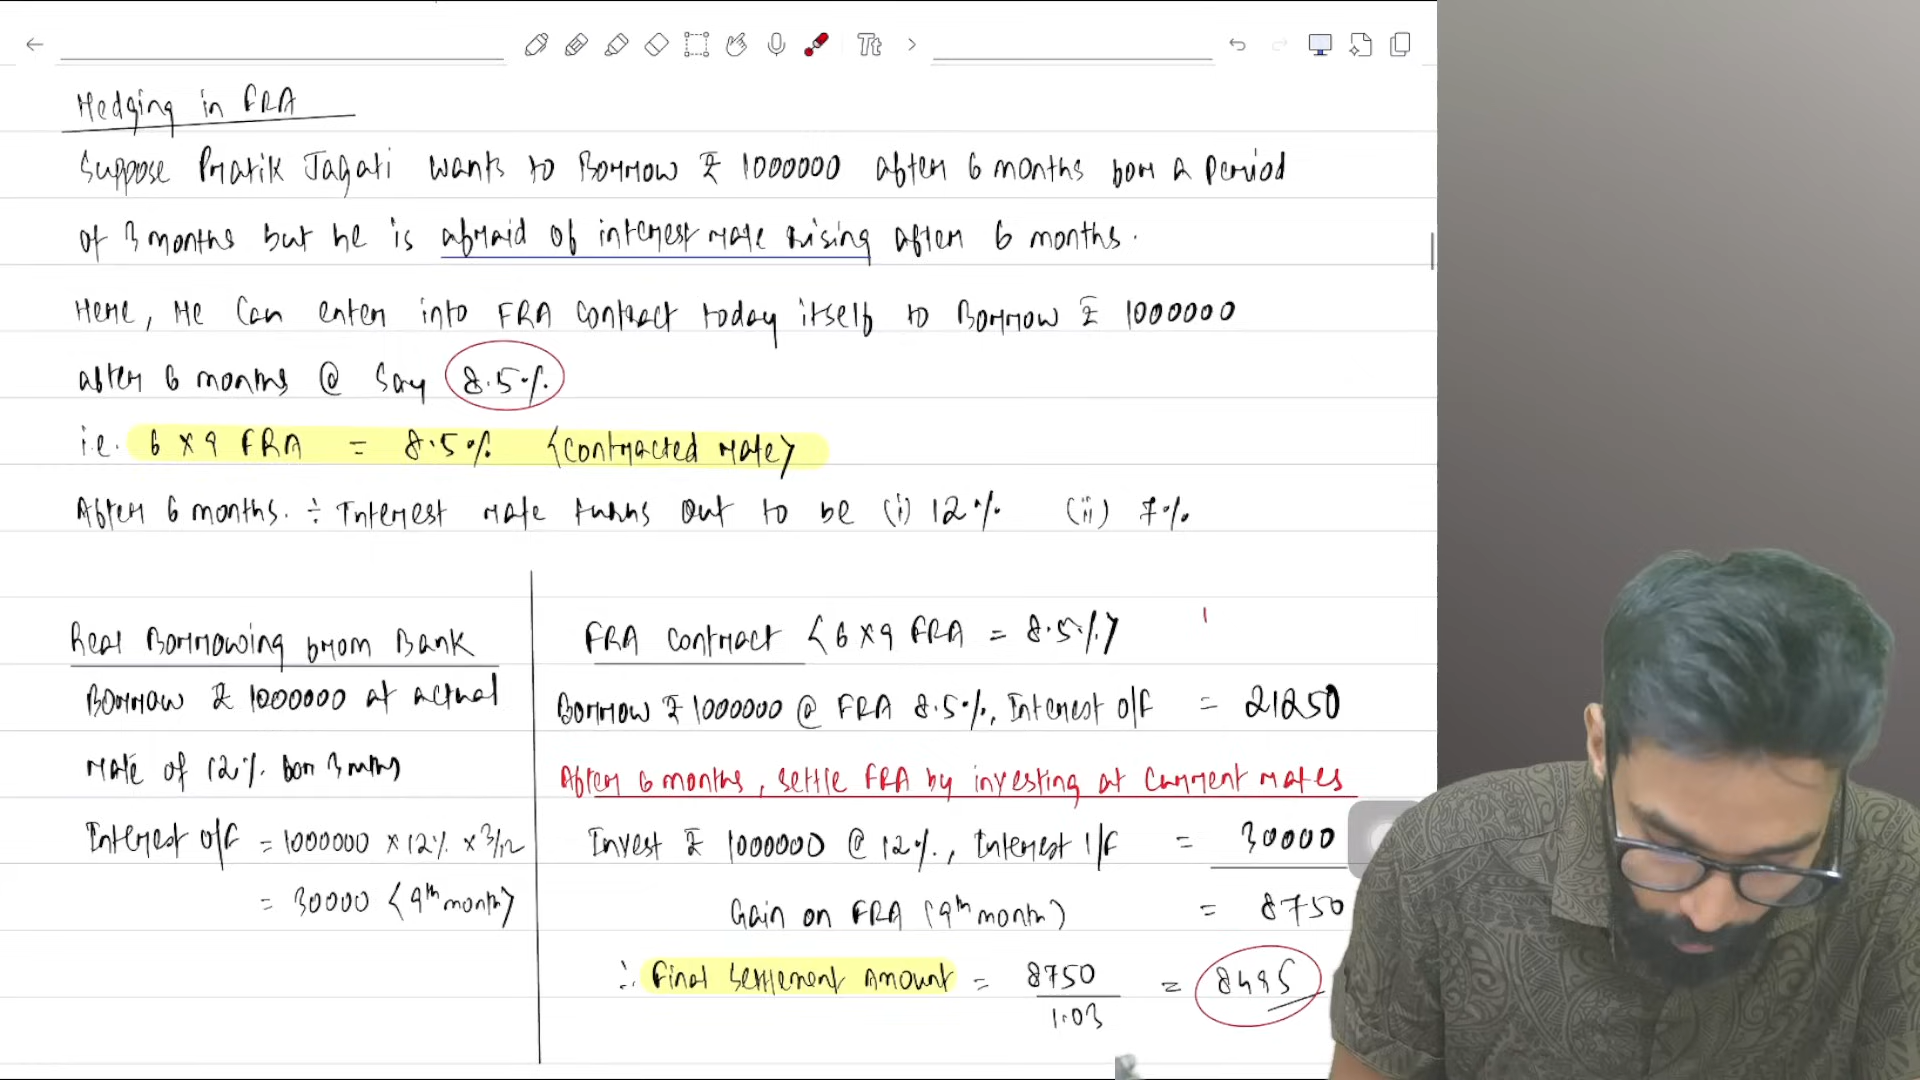 Tt
Hedging in FRA
Suppose Pratik Jagati wants to Borrow ₹ 1000000 after 6 months for a Period
of 3 months but he is afraid of interest rate rising after 6 months.
Here, He Can enter into FRA Contract today itself to Borrow ₹ 1000000
after 6 months @ Say 8.5%
i.e. 6 x 9 FRA = 8.5% (Contracted Rate)
After 6 months :- Interest rate turns Out to be (i) 12% (ii) 7%
Real Borrowing from Bank
Borrow ₹ 1000000 at actual
rate of 12% for 3 mths
Interest O/F = 1000000 x 12% x 3/12
= 30000 (9th month)
FRA Contract (6 x 9 FRA = 8.5%)
Borrow ₹ 1000000 @ FRA 8.5%, Interest O/F = 21250
After 6 months, Settle FRA by investing at Current rates
Invest ₹ 1000000 @ 12%, Interest I/F = 30000
Gain on FRA (9th month) = 8750
∴ Final Settlement Amount = 8750/1.03 = 8495